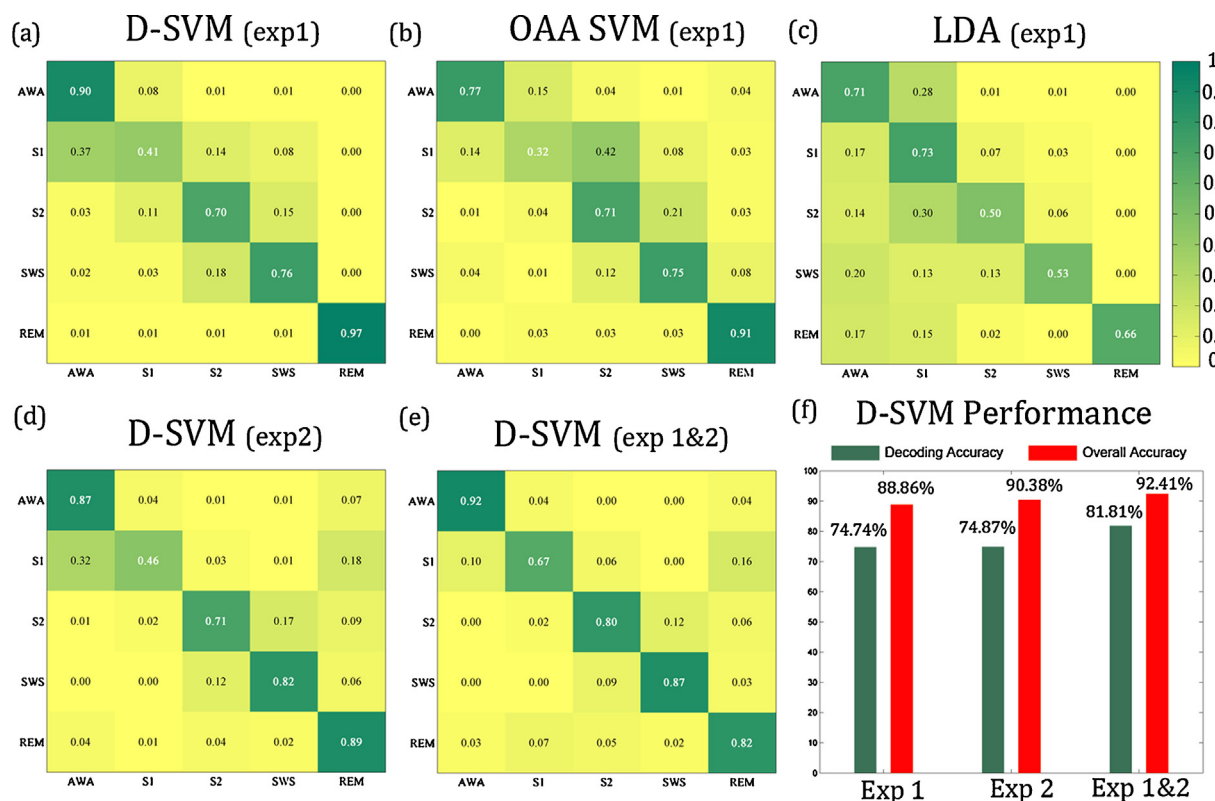 (a) D-SVM (exp1)
AWA 0.90 0.08 0.01 0.01 0.00
S1 0.37 0.41 0.14 0.08 0.00
S2 0.03 0.11 0.70 0.15 0.00
SWS 0.02 0.03 0.18 0.76 0.00
REM 0.01 0.01 0.01 0.01 0.97
AWA S1 S2 SWS REM
(b) OAA SVM (exp1)
AWA 0.77 0.15 0.04 0.01 0.04
S1 0.14 0.32 0.42 0.08 0.03
S2 0.01 0.04 0.71 0.21 0.03
SWS 0.04 0.01 0.12 0.75 0.08
REM 0.00 0.03 0.03 0.03 0.91
AWA S1 S2 SWS REM
(c) LDA (exp1)
AWA 0.71 0.28 0.01 0.01 0.00
S1 0.17 0.73 0.07 0.03 0.00
S2 0.14 0.30 0.50 0.06 0.00
SWS 0.20 0.13 0.13 0.53 0.00
REM 0.17 0.15 0.02 0.00 0.66
AWA S1 S2 SWS REM
1
(d) D-SVM (exp2)
AWA 0.87 0.04 0.01 0.01 0.07
S1 0.32 0.46 0.03 0.01 0.18
S2 0.01 0.02 0.71 0.17 0.09
SWS 0.00 0.00 0.12 0.82 0.06
REM 0.04 0.01 0.04 0.02 0.89
AWA S1 S2 SWS REM
(e) D-SVM (exp 1&2)
AWA 0.92 0.04 0.00 0.00 0.04
S1 0.10 0.67 0.06 0.00 0.16
S2 0.00 0.02 0.80 0.12 0.06
SWS 0.00 0.00 0.09 0.87 0.03
REM 0.03 0.07 0.05 0.02 0.82
AWA S1 S2 SWS REM
(f) D-SVM Performance
Decoding Accuracy Overall Accuracy
100
90
80
70
60
50
40
30
20
10
0
74.74% 88.86%
74.87% 90.38%
81.81% 92.41%
Exp 1 Exp 2 Exp 1&2